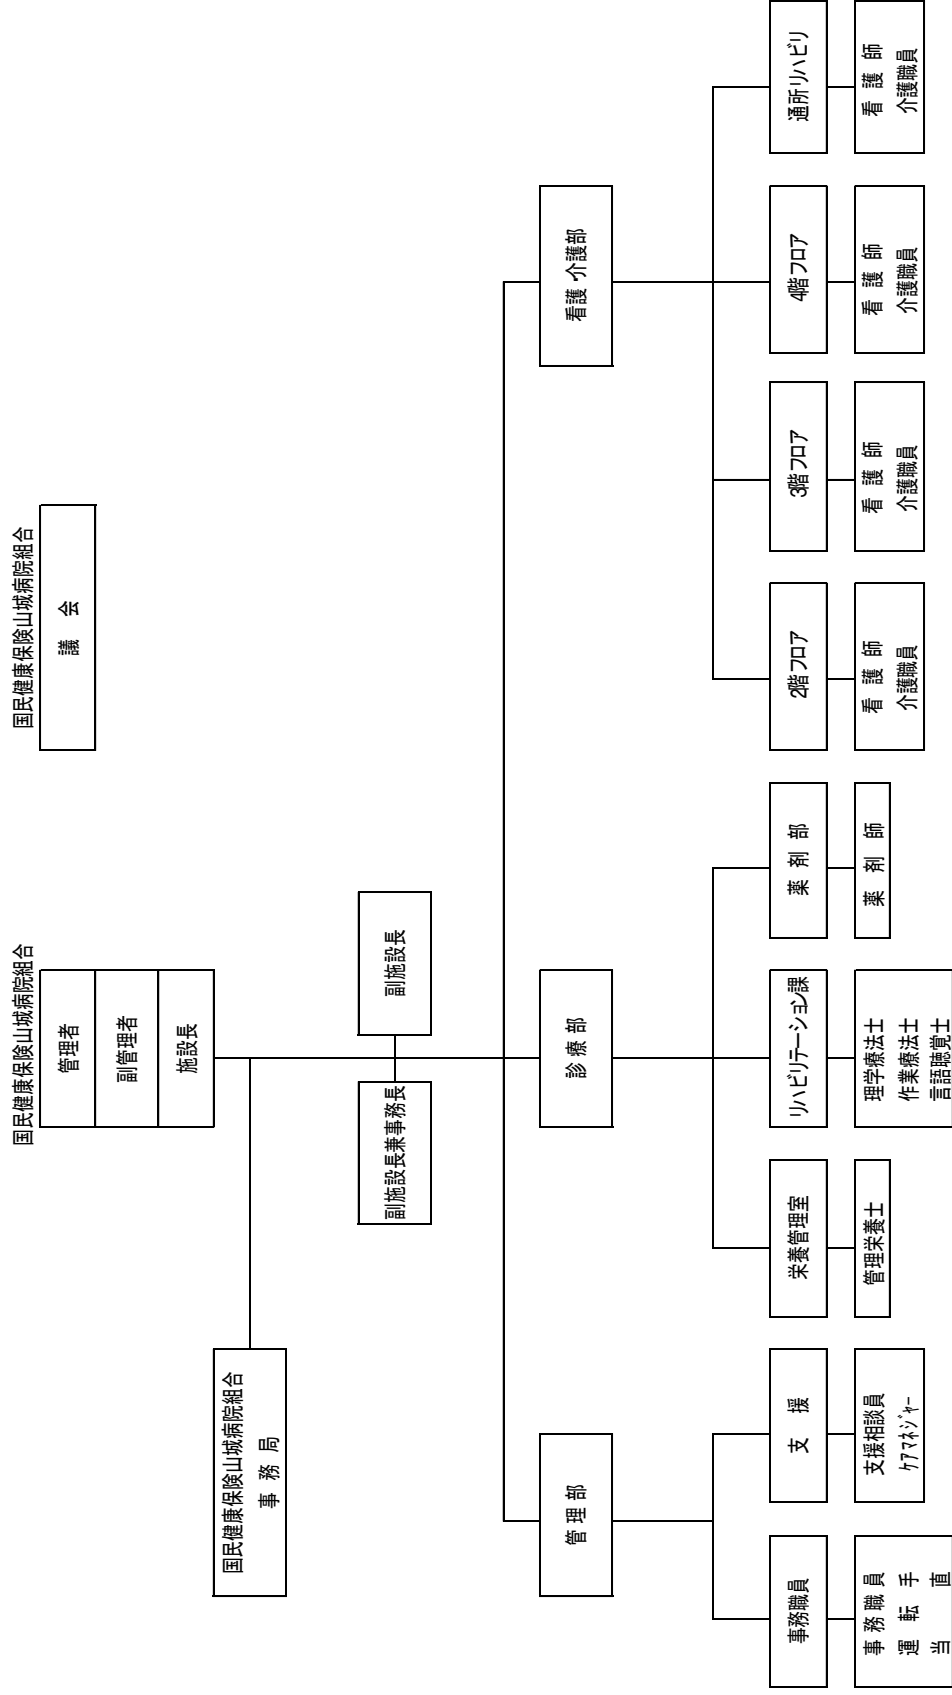 国民健康保険山城病院組合
管理者
副管理者
施設長
国民健康保険山城病院組合
議 会
国民健康保険山城病院組合
事 務 局
副施設長兼事務長
副施設長
管 理 部
診 療 部
看護・介護部
事務職員
支 援
栄養管理室
リハビリテーション課
薬 剤 部
2階フロア
3階フロア
4階フロア
通所リハビリ
事 務 職 員
運 転 手
当 直
支援相談員
ケアマネジャー
管理栄養士
理学療法士
作業療法士
言語聴覚士
薬 剤 師
看 護 師
介護職員
看 護 師
介護職員
看 護 師
介護職員
看 護 師
介護職員